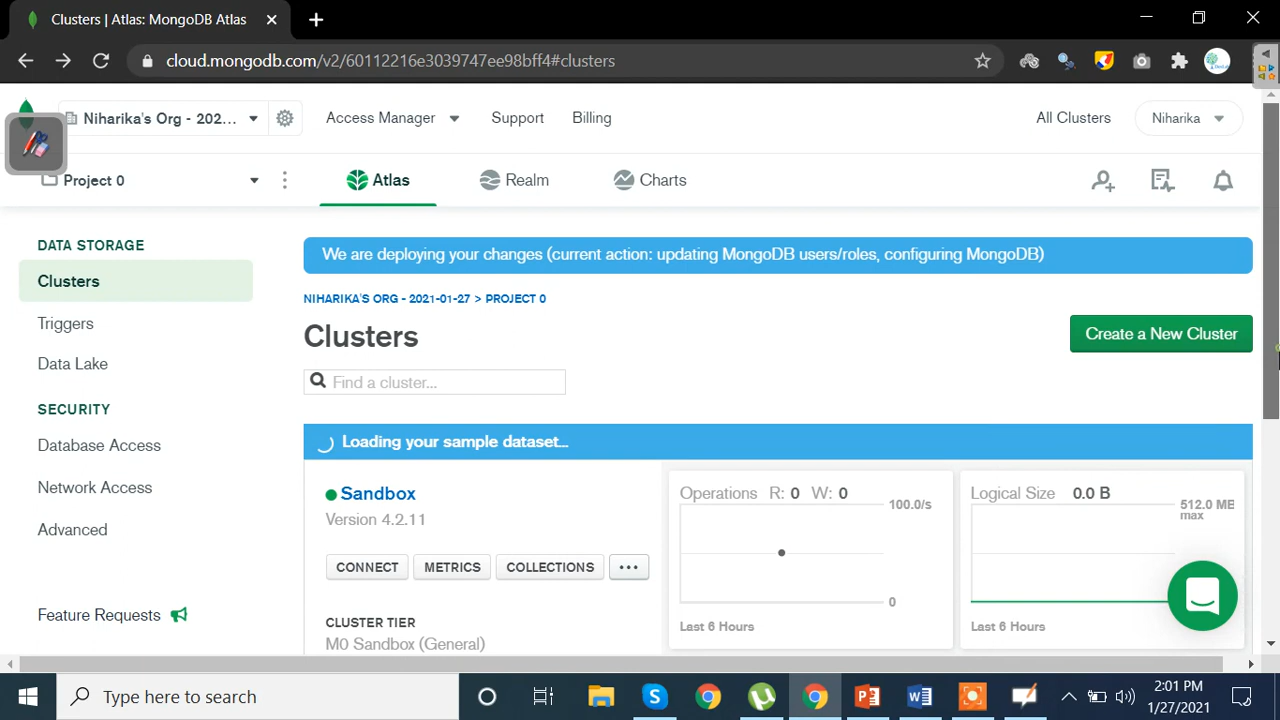 Clusters | Atlas: MongoDB Atlas
cloud.mongodb.com/v2/60112216e3039747ee98bff4#clusters
Niharika's Org - 202...
Access Manager
Support
Billing
All Clusters
Niharika
Project 0
Atlas
Realm
Charts
DATA STORAGE
Clusters
Triggers
Data Lake
SECURITY
Database Access
Network Access
Advanced
Feature Requests
We are deploying your changes (current action: updating MongoDB users/roles, configuring MongoDB)
NIHARIKA'S ORG - 2021-01-27 > PROJECT 0
Clusters
Create a New Cluster
Find a cluster...
Loading your sample dataset...
Sandbox
Version 4.2.11
CONNECT
METRICS
COLLECTIONS
CLUSTER TIER
M0 Sandbox (General)
Operations R: 0 W: 0
100.0/s
0
Last 6 Hours
Logical Size 0.0 B
512.0 MB
max
Last 6 Hours
Type here to search
2:01 PM
1/27/2021